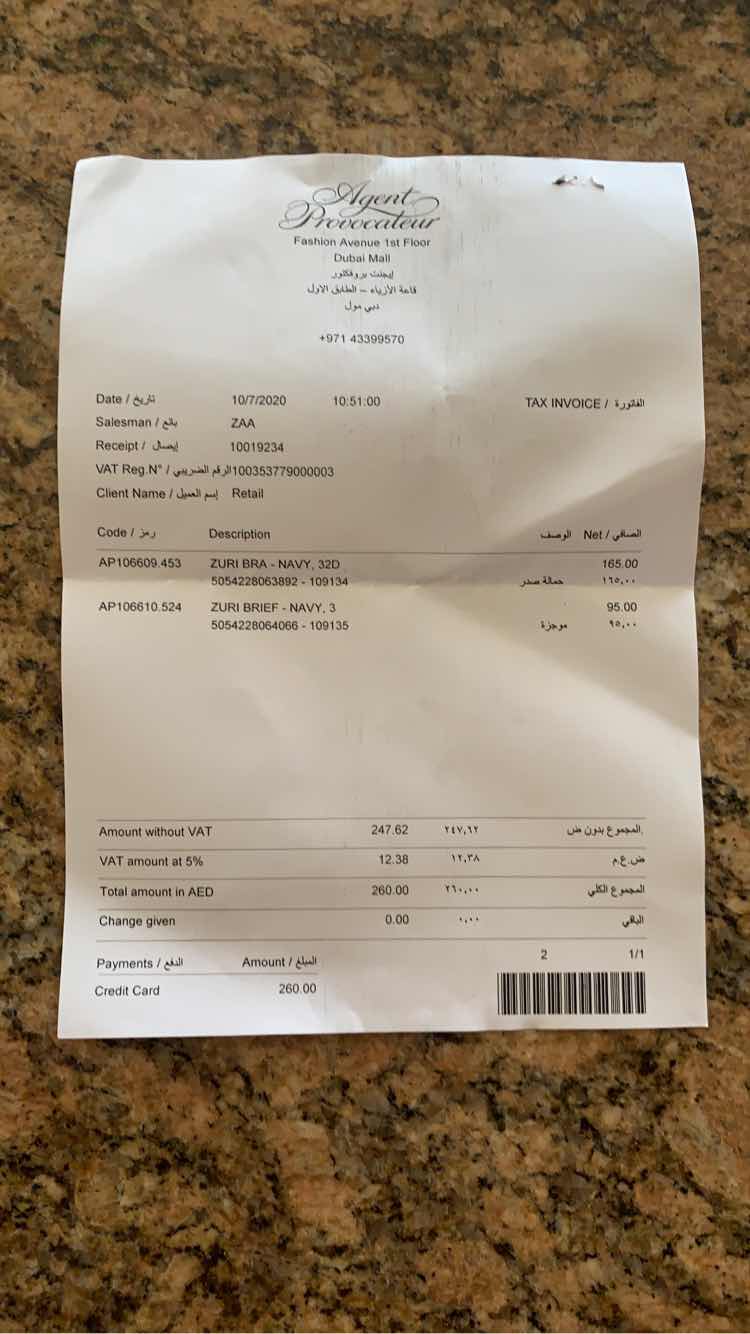 Agent
Provocateur
Fashion Avenue 1st Floor
Dubai Mall
إيجنت بروفكتور
قاعة الأزياء – الطابق الاول
دبي مول
+971 43399570
Date / تاريخ 10/7/2020 10:51:00 TAX INVOICE / الفاتورة
Salesman / بائع ZAA
Receipt / إيصال 10019234
VAT Reg.N° / الرقم الضريبي 100353779000003
Client Name / إسم العميل Retail
Code / رمز Description الوصف Net / الصافي
AP106609.453 ZURI BRA - NAVY, 32D 165.00
5054228063892 - 109134 حمالة صدر ١٦٥,٠٠
AP106610.524 ZURI BRIEF - NAVY, 3 95.00
5054228064066 - 109135 موجزة ٩٥,٠٠
Amount without VAT 247.62 ٢٤٧,٦٢ المجموع بدون ض.
VAT amount at 5% 12.38 ١٢,٣٨ ض.ع.م
Total amount in AED 260.00 ٢٦٠,٠٠ المجموع الكلي
Change given 0.00 ٠,٠٠ الباقي
Payments / الدفع Amount / المبلغ 2 1/1
Credit Card 260.00